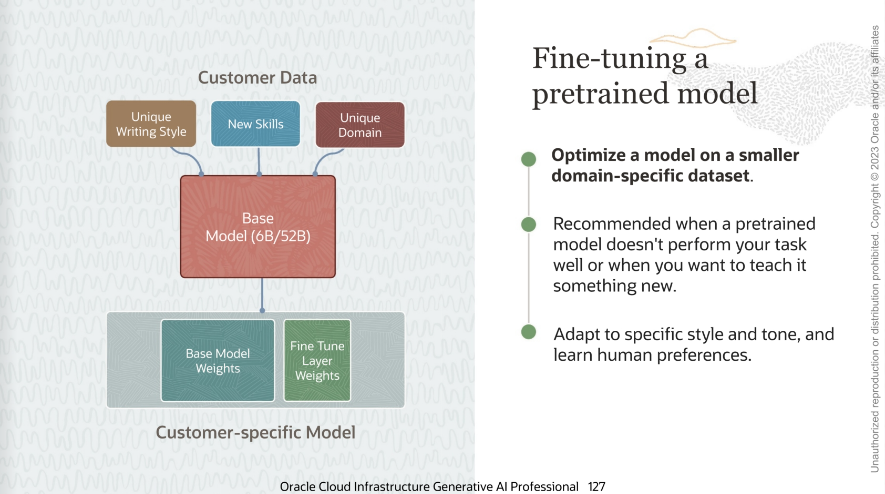 Customer Data
Unique
Writing Style
New Skills
Unique
Domain
Base
Model (6B/52B)
Base Model
Weights
Fine Tune
Layer
Weights
Customer-specific Model
Fine-tuning a
pretrained model
Optimize a model on a smaller
domain-specific dataset.
Recommended when a pretrained
model doesn't perform your task
well or when you want to teach it
something new.
Adapt to specific style and tone, and
learn human preferences.
Unauthorized reproduction or distribution prohibited. Copyright © 2023 Oracle and/or its affiliates
Oracle Cloud Infrastructure Generative AI Professional 127